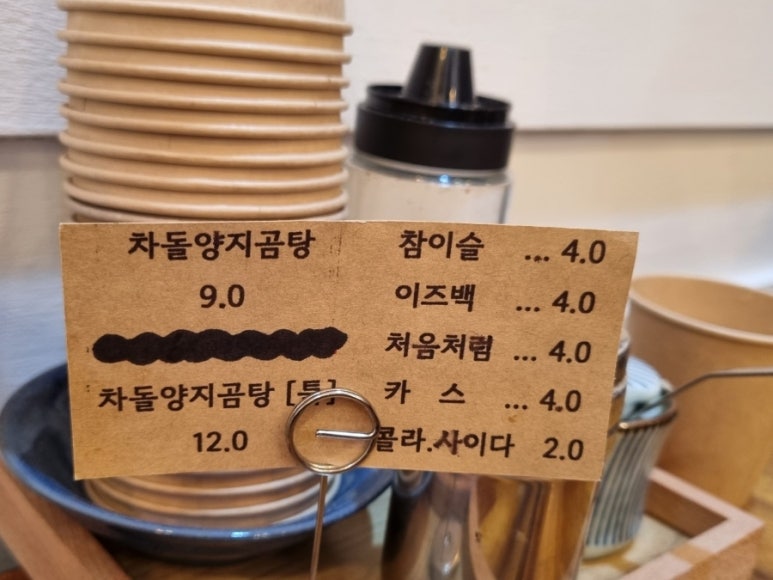 차돌양지곰탕
9.0
차돌양지곰탕 [특]
12.0
참이슬 ... 4.0
이즈백 ... 4.0
처음처럼 ... 4.0
카 스 ... 4.0
콜라.사이다 2.0